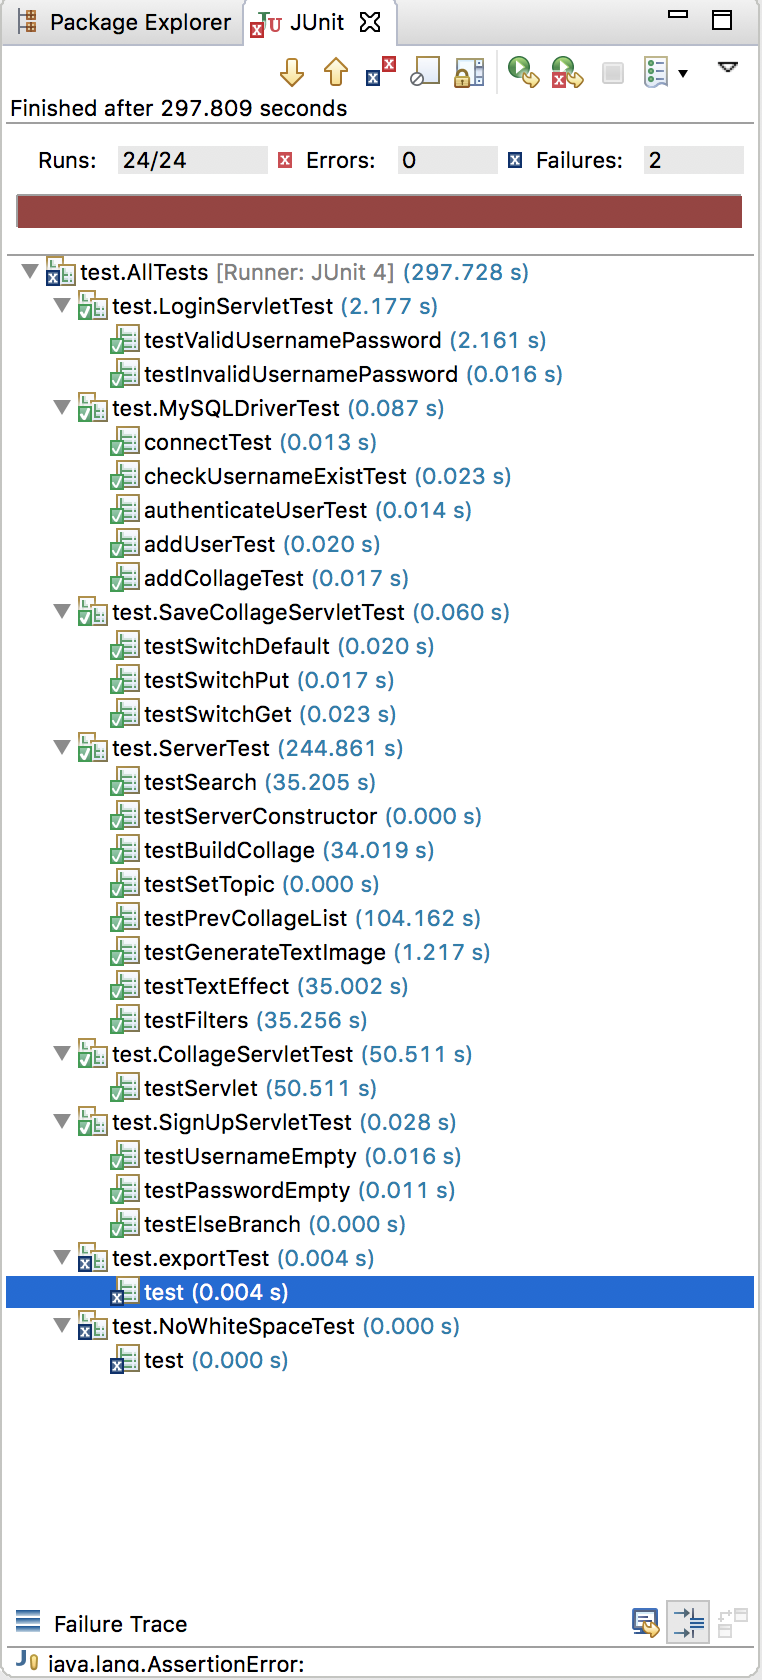 Package Explorer JUnit
Finished after 297.809 seconds
Runs: 24/24 Errors: 0 Failures: 2
test.AllTests [Runner: JUnit 4] (297.728 s)
test.LoginServletTest (2.177 s)
testValidUsernamePassword (2.161 s)
testInvalidUsernamePassword (0.016 s)
test.MySQLDriverTest (0.087 s)
connectTest (0.013 s)
checkUsernameExistTest (0.023 s)
authenticateUserTest (0.014 s)
addUserTest (0.020 s)
addCollageTest (0.017 s)
test.SaveCollageServletTest (0.060 s)
testSwitchDefault (0.020 s)
testSwitchPut (0.017 s)
testSwitchGet (0.023 s)
test.ServerTest (244.861 s)
testSearch (35.205 s)
testServerConstructor (0.000 s)
testBuildCollage (34.019 s)
testSetTopic (0.000 s)
testPrevCollageList (104.162 s)
testGenerateTextImage (1.217 s)
testTextEffect (35.002 s)
testFilters (35.256 s)
test.CollageServletTest (50.511 s)
testServlet (50.511 s)
test.SignUpServletTest (0.028 s)
testUsernameEmpty (0.016 s)
testPasswordEmpty (0.011 s)
testElseBranch (0.000 s)
test.exportTest (0.004 s)
test (0.004 s)
test.NoWhiteSpaceTest (0.000 s)
test (0.000 s)
Failure Trace
java.lang.AssertionError: